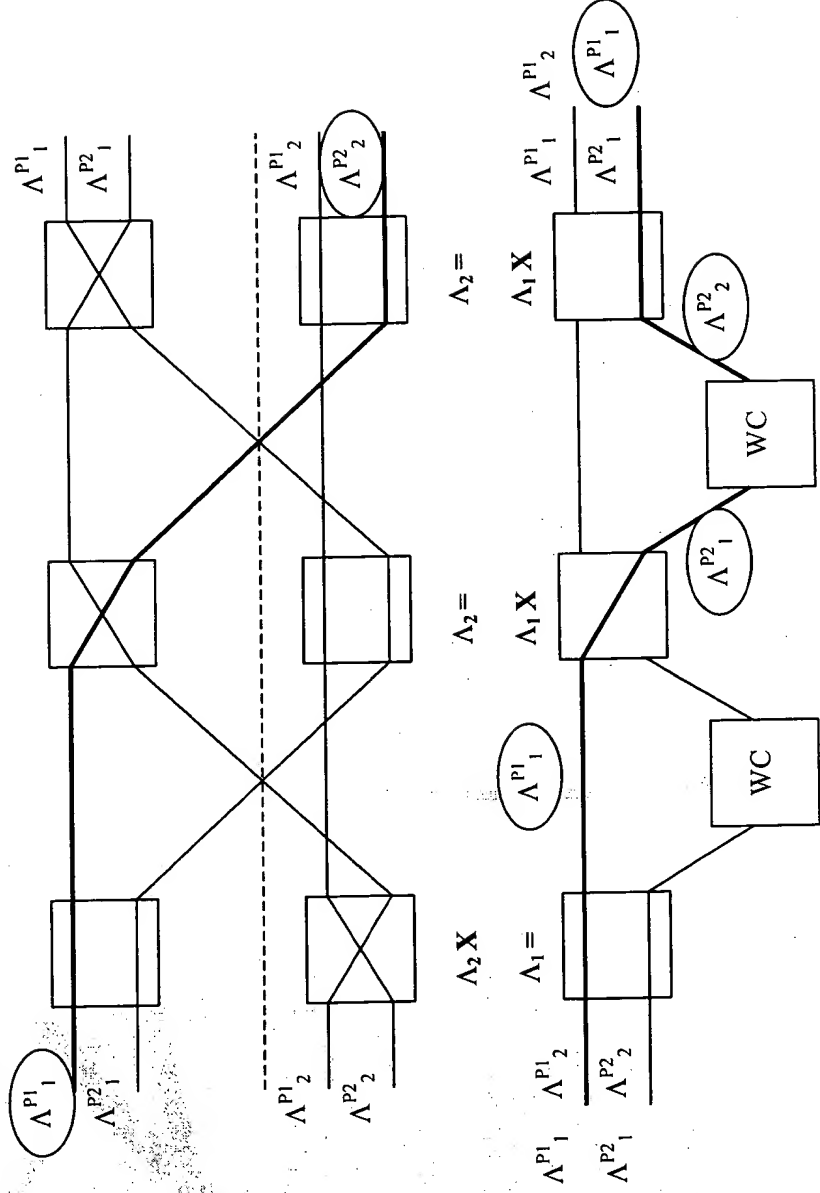 Λ^P1_1 Λ^P1_1
Λ^P2_1 Λ^P2_1
Λ^P1_2 Λ^P1_2
Λ^P2_2 Λ^P2_2
Λ_2 X Λ_2 = Λ_2 =
Λ_1 = Λ_1 X Λ_1 X
Λ^P1_1 Λ^P1_2 Λ^P1_1 Λ^P1_1 Λ^P1_2
Λ^P2_1 Λ^P2_2 Λ^P2_1 Λ^P1_1
Λ^P2_1 Λ^P2_2
WC WC